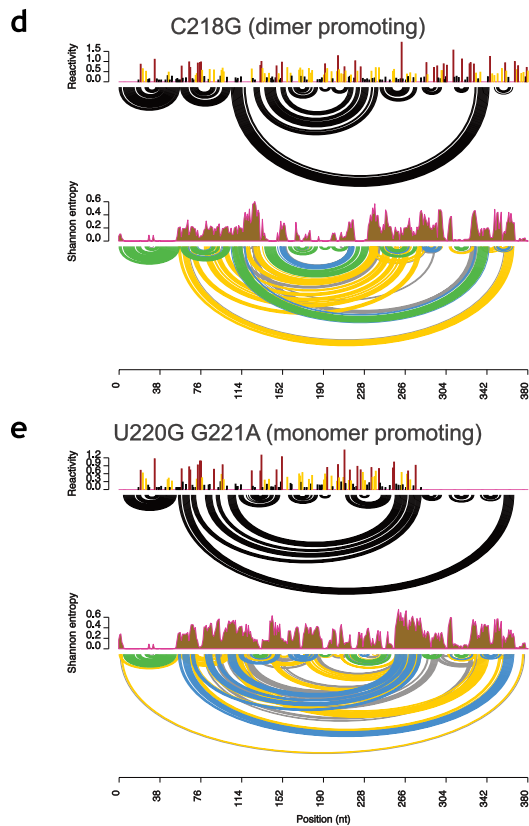 d
C218G (dimer promoting)
Reactivity
1.5
1.0
0.5
0.0
Shannon entropy
0.6
0.4
0.2
0.0
0 38 76 114 152 190 228 266 304 342 380
e
U220G G221A (monomer promoting)
Reactivity
1.2
0.9
0.6
0.3
0.0
Shannon entropy
0.6
0.4
0.2
0.0
0 38 76 114 152 190 228 266 304 342 380
Position (nt)